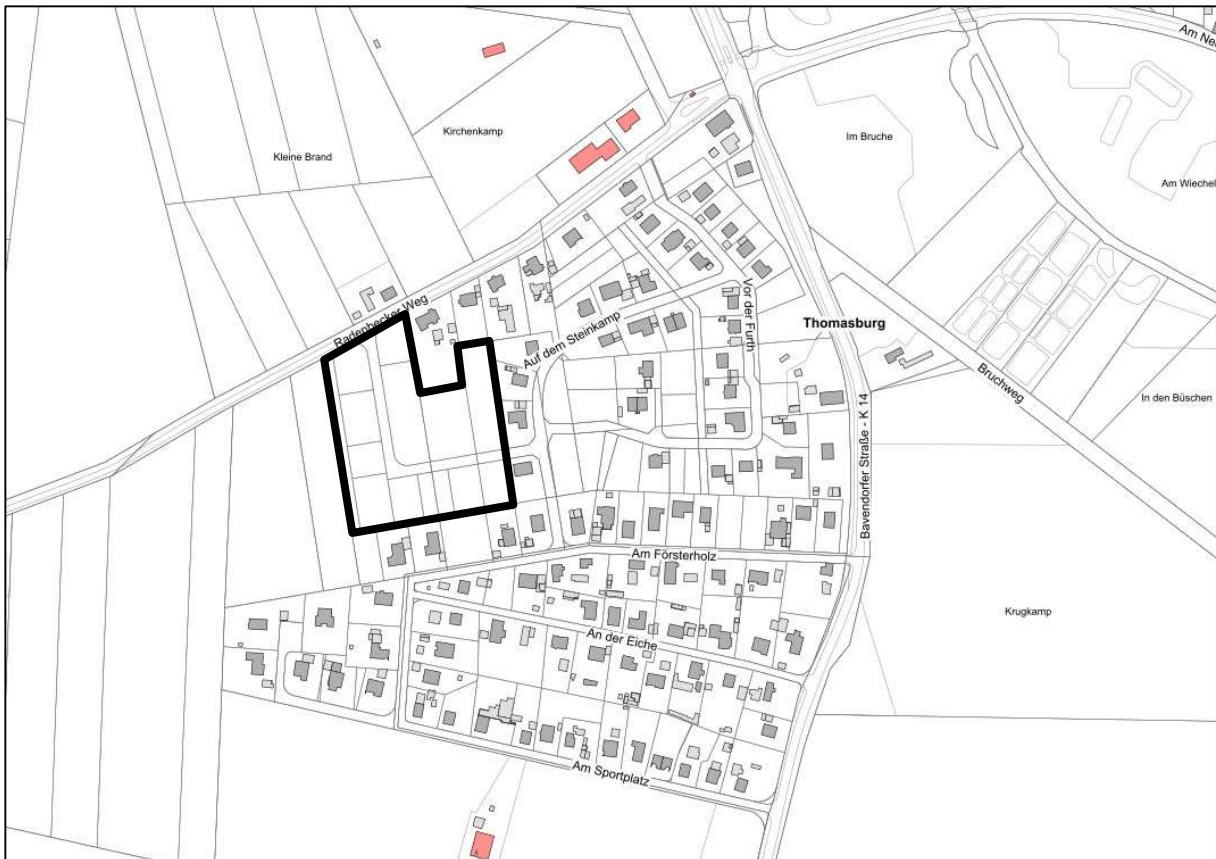 Am Ne
Kirchenkamp
Im Bruche
Kleine Brand
Am Wiechel
Radenbecker Weg
Vor der Furth
Auf dem Steinkamp
Thomasburg
Bruchweg
In den Büschen
Bavendorfer Straße - K 14
Am Försterholz
Krugkamp
An der Eiche
Am Sportplatz